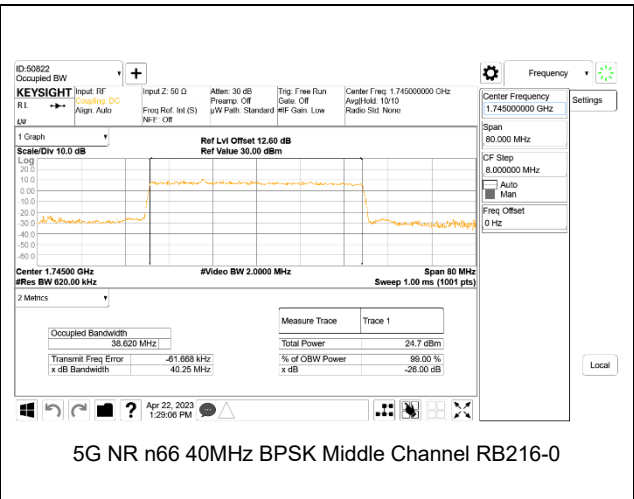 ID:50822
Occupied BW
Frequency
KEYSIGHT
Input: RF
Input Z: 50 Ω
Atten: 30 dB
Trig: Free Run
Center Freq: 1.745000000 GHz
R L
Coupling: DC
Preamp: Off
Gate: Off
Avg|Hold: 10/10
Align: Auto
Freq Ref: Int (S)
µW Path: Standard
#IF Gain: Low
Radio Std: None
NFE: Off
Center Frequency
1.745000000 GHz
Settings
Span
80.000 MHz
CF Step
8.000000 MHz
Auto
Man
Freq Offset
0 Hz
1 Graph
Ref Lvl Offset 12.60 dB
Scale/Div 10.0 dB
Ref Value 30.00 dBm
Log
20.0
10.0
0.00
-10.0
-20.0
-30.0
-40.0
-50.0
-60.0
Center 1.74500 GHz
#Video BW 2.0000 MHz
Span 80 MHz
#Res BW 620.00 kHz
Sweep 1.00 ms (1001 pts)
2 Metrics
Measure Trace
Trace 1
Occupied Bandwidth
38.620 MHz
Total Power
24.7 dBm
Transmit Freq Error
-61.668 kHz
% of OBW Power
99.00 %
x dB Bandwidth
40.25 MHz
x dB
-26.00 dB
Local
?
Apr 22, 2023
1:29:06 PM
5G NR n66 40MHz BPSK Middle Channel RB216-0